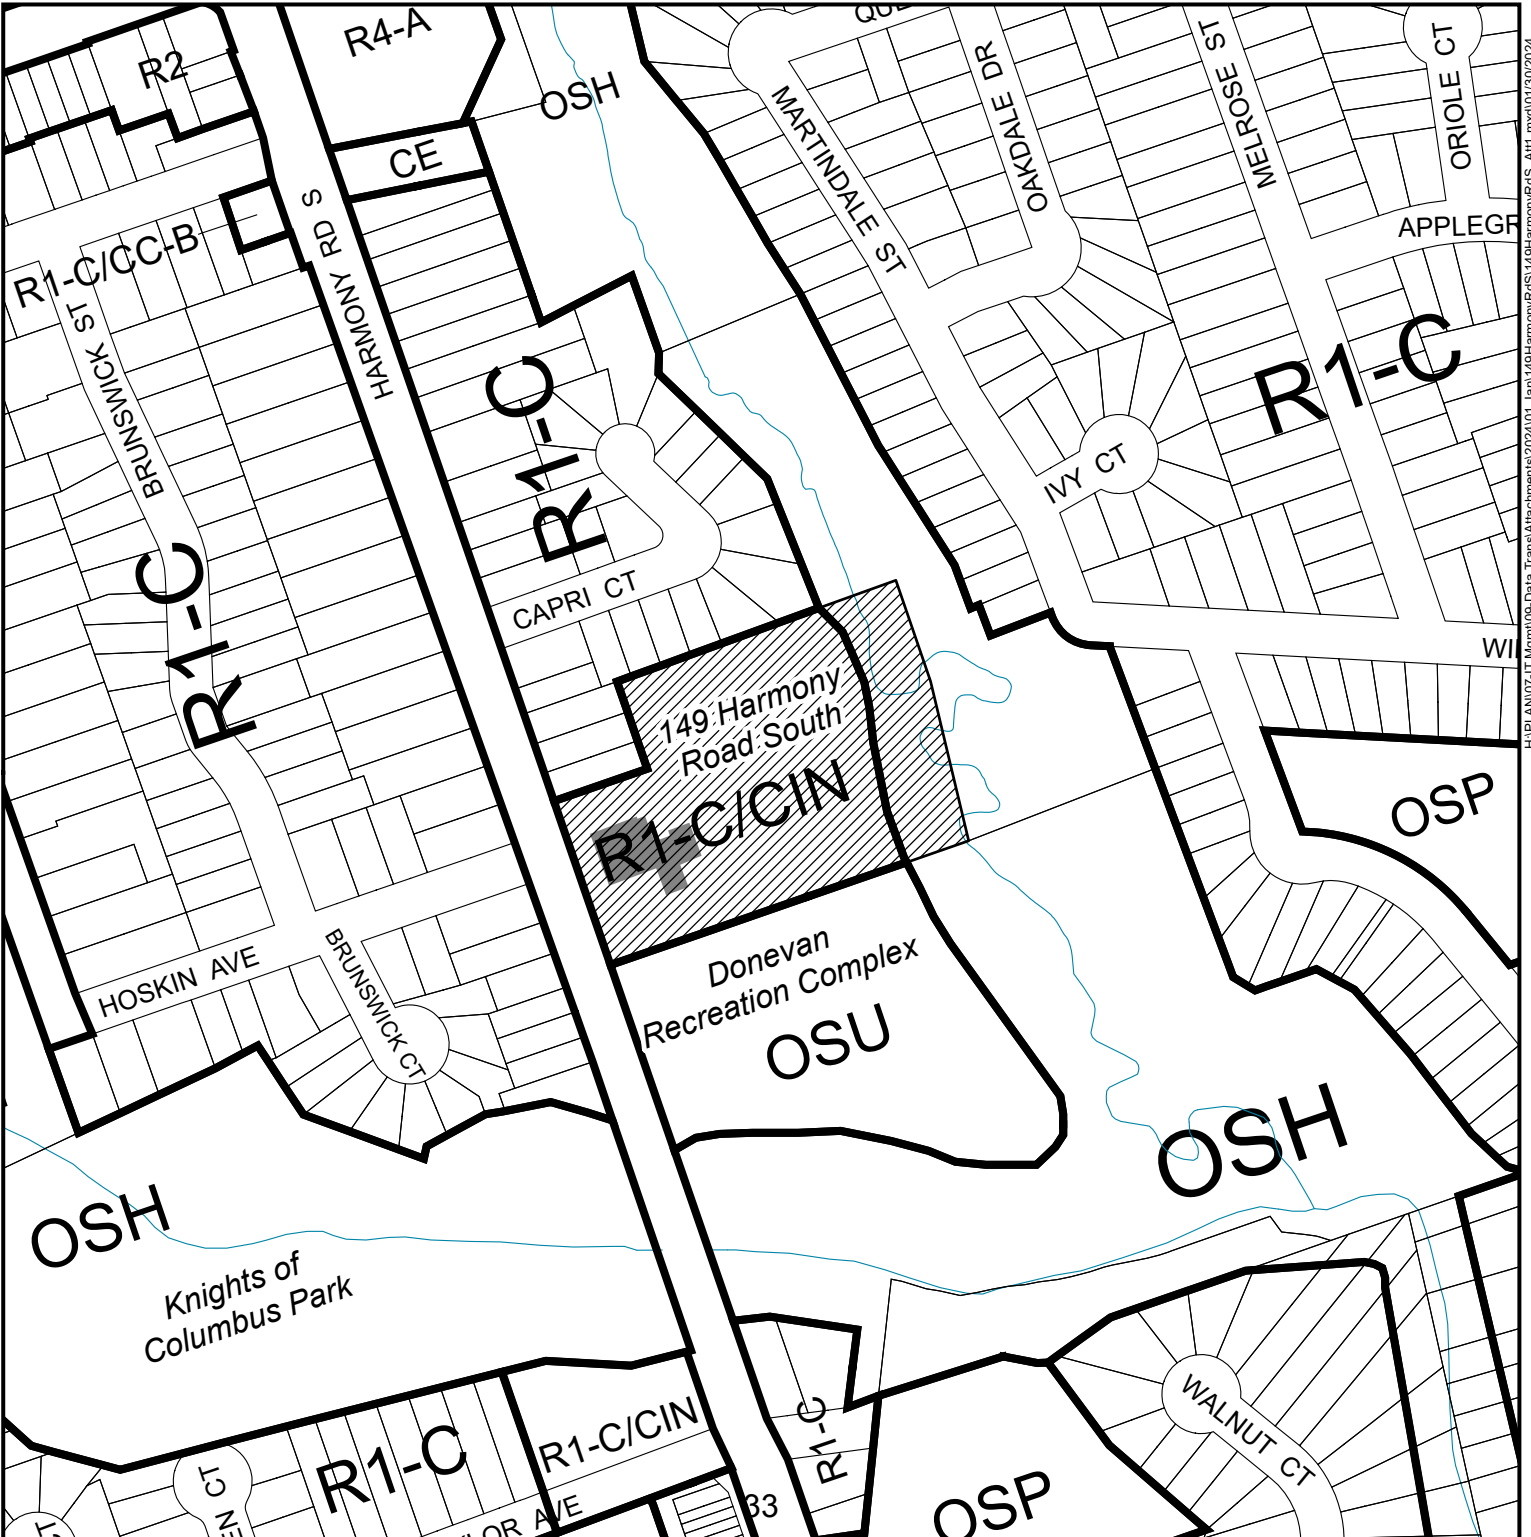 R4-A
R2
OSH
CE
MARTINDALE ST
OAKDALE DR
MELROSE ST
ORIOLE CT
R1-C/CC-B
HARMONY RD S
BRUNSWICK ST
R1-C
R1-C
R1-C
IVY CT
CAPRI CT
149 Harmony
Road South
R1-C/CIN
OSP
HOSKIN AVE
BRUNSWICK CT
Donevan
Recreation Complex
OSU
OSH
OSH
Knights of
Columbus Park
R1-C
R1-C/CIN
R1-C
OSP
WALNUT CT
AVE
CT
33